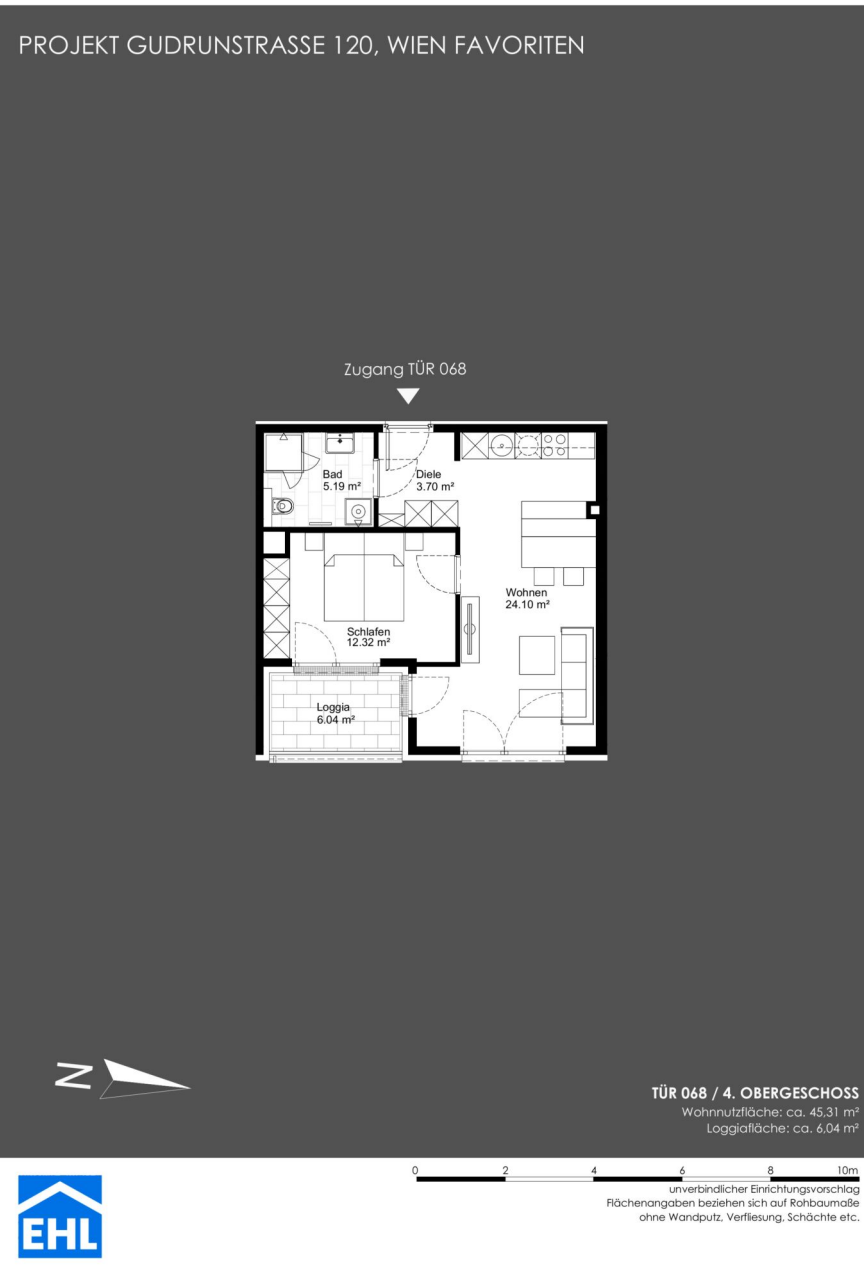 PROJEKT GUDRUNSTRASSE 120, WIEN FAVORITEN
Zugang TÜR 068
Bad
5.19 m²
Diele
3.70 m²
Wohnen
24.10 m²
Schlafen
12.32 m²
Loggia
6.04 m²
N
TÜR 068 / 4. OBERGESCHOSS
Wohnnutzfläche: ca. 45,31 m²
Loggiafläche: ca. 6,04 m²
0 2 4 6 8 10m
unverbindlicher Einrichtungsvorschlag
Flächenangaben beziehen sich auf Rohbaumaße
ohne Wandputz, Verfliesung, Schächte etc.
EHL